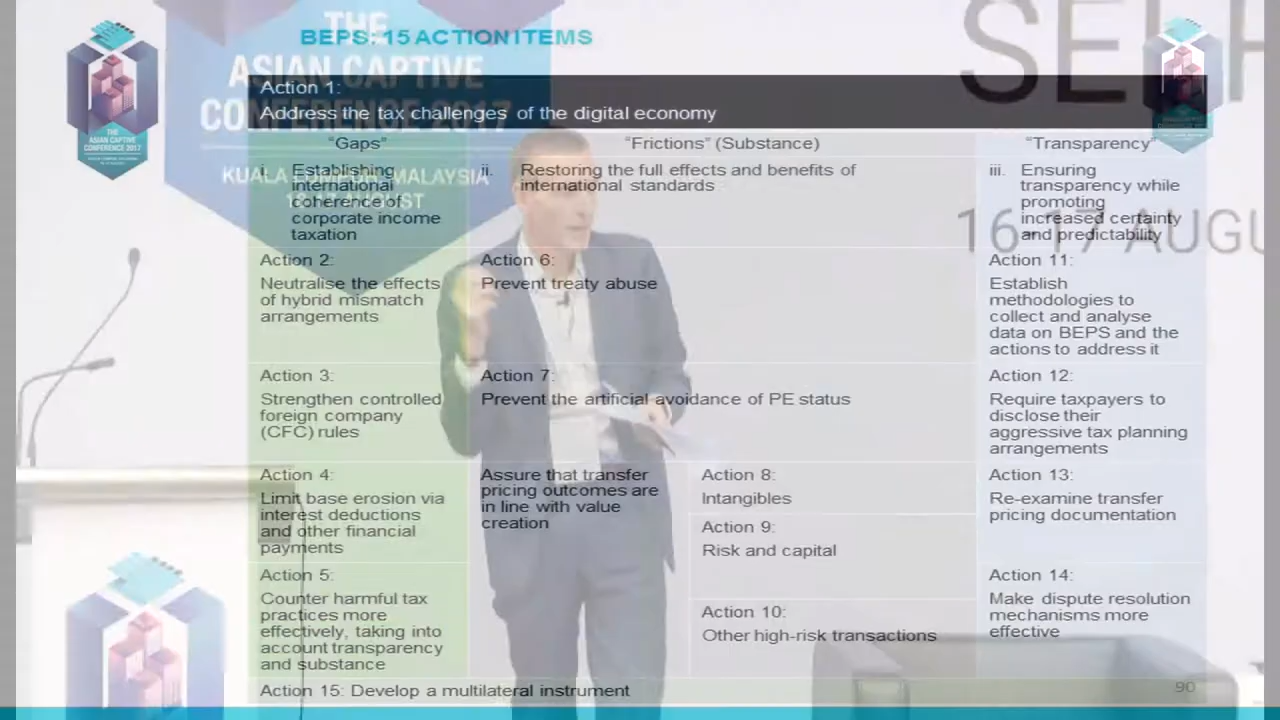 BEPS: 15 ACTION ITEMS
THE
ASIAN CAPTIVE
CONFERENCE 2017
KUALA LUMPUR, MALAYSIA
AUGUST
THE
ASIAN CAPTIVE
CONFERENCE 2017
16-17 AUGU
Action 1:
Address the tax challenges of the digital economy
"Gaps"
"Frictions" (Substance)
"Transparency"
i. Establishing
international
coherence of
corporate income
taxation
ii. Restoring the full effects and benefits of
international standards
iii. Ensuring
transparency while
promoting
increased certainty
and predictability
Action 2:
Neutralise the effects
of hybrid mismatch
arrangements
Action 6:
Prevent treaty abuse
Action 11:
Establish
methodologies to
collect and analyse
data on BEPS and the
actions to address it
Action 3:
Strengthen controlled
foreign company
(CFC) rules
Action 7:
Prevent the artificial avoidance of PE status
Action 12:
Require taxpayers to
disclose their
aggressive tax planning
arrangements
Action 4:
Limit base erosion via
interest deductions
and other financial
payments
Assure that transfer
pricing outcomes are
in line with value
creation
Action 8:
Intangibles
Action 9:
Risk and capital
Action 13:
Re-examine transfer
pricing documentation
Action 5:
Counter harmful tax
practices more
effectively, taking into
account transparency
and substance
Action 10:
Other high-risk transactions
Action 14:
Make dispute resolution
mechanisms more
effective
Action 15: Develop a multilateral instrument
90